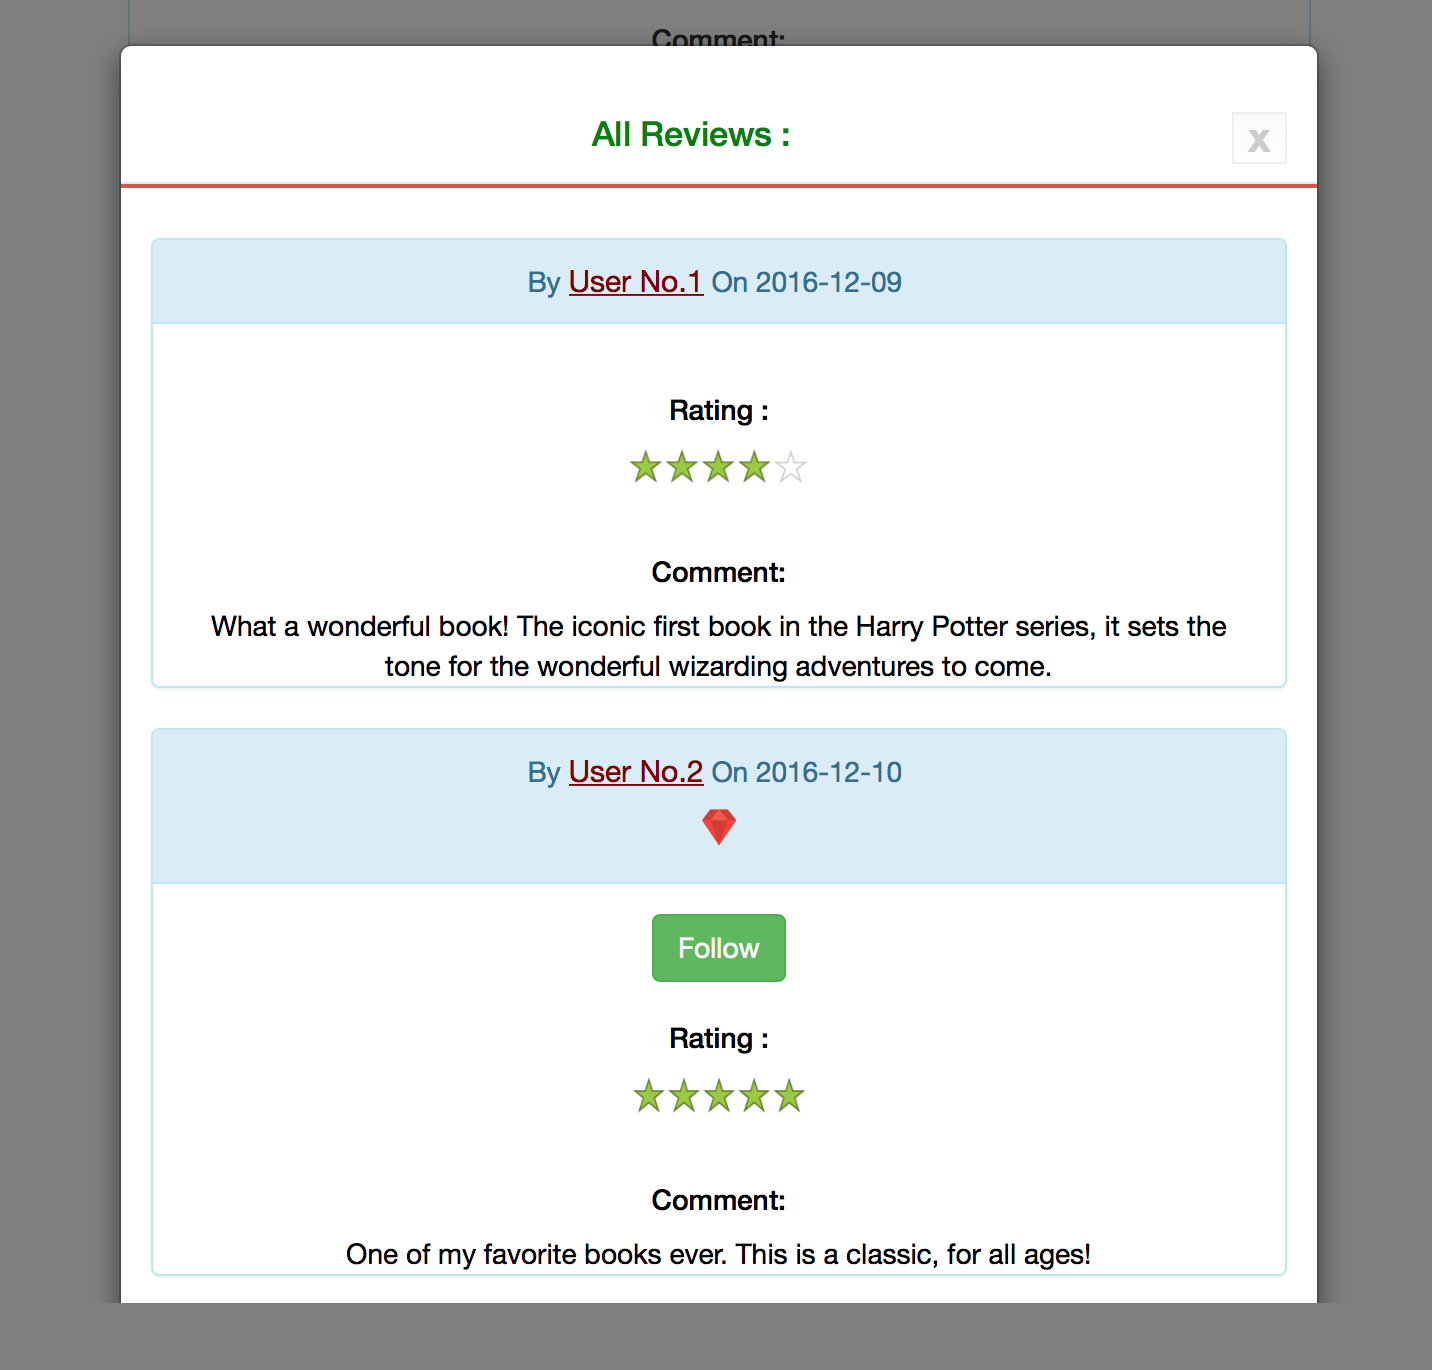 Comment:
All Reviews :
x
By User No.1 On 2016-12-09
Rating :
Comment:
What a wonderful book! The iconic first book in the Harry Potter series, it sets the
tone for the wonderful wizarding adventures to come.
By User No.2 On 2016-12-10
Follow
Rating :
Comment:
One of my favorite books ever. This is a classic, for all ages!